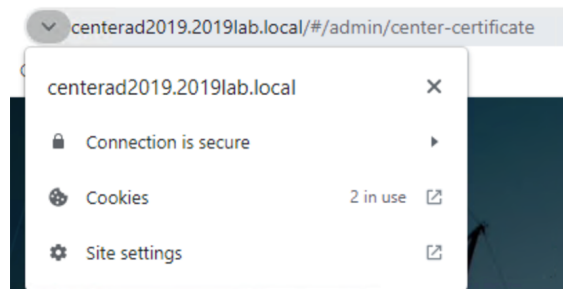 centerad2019.2019lab.local/#/admin/center-certificate
centerad2019.2019lab.local
Connection is secure
Cookies 2 in use
Site settings